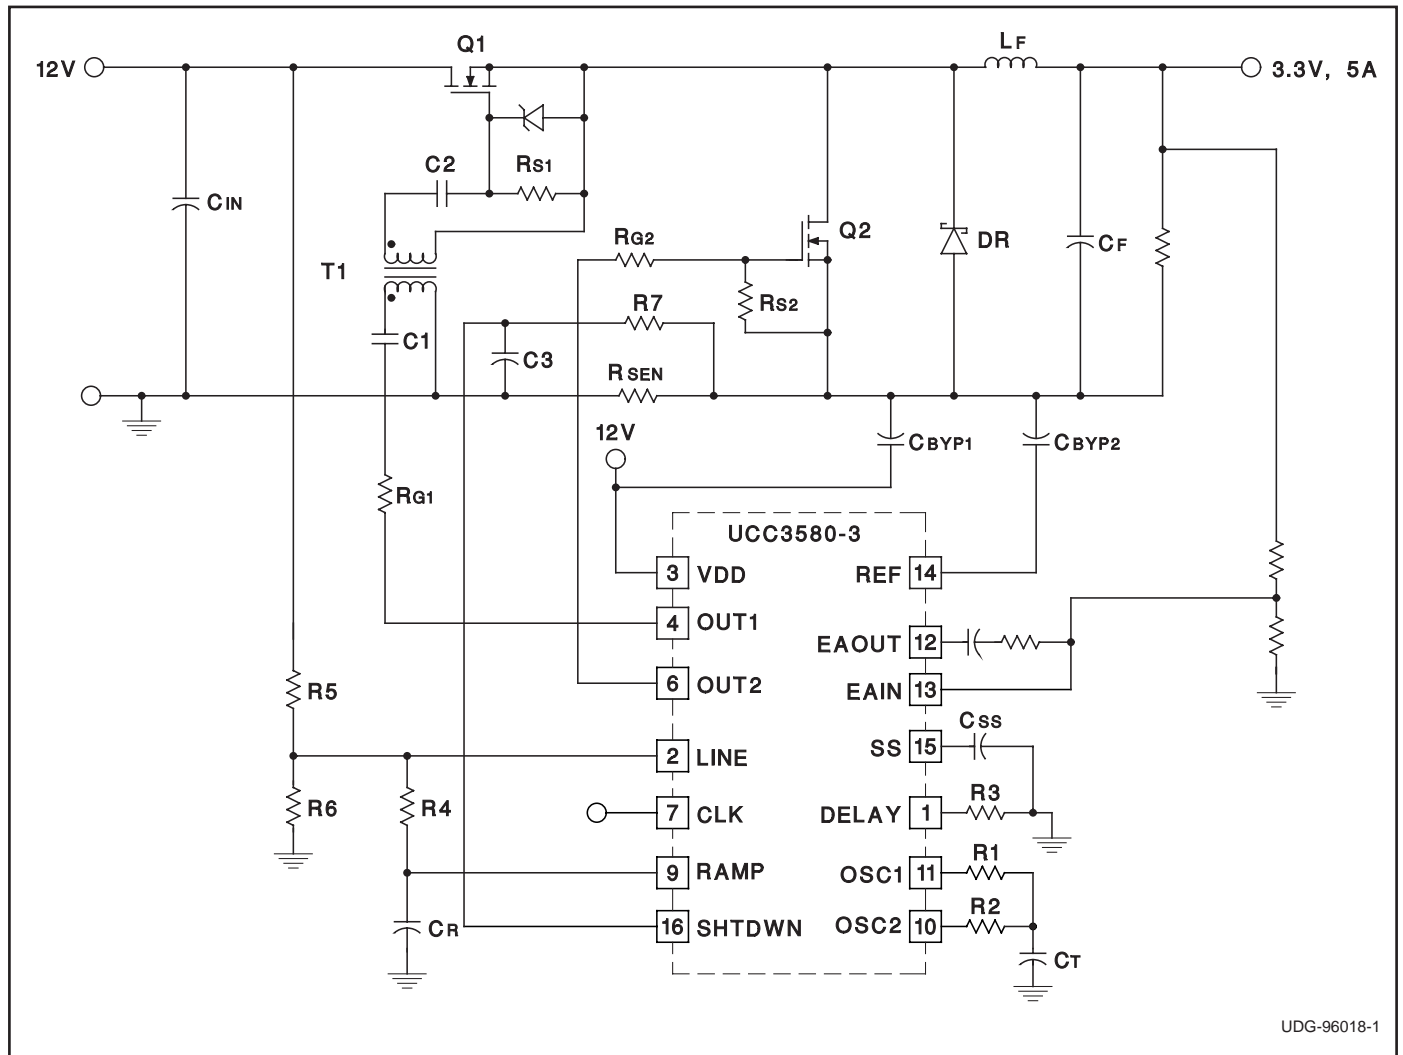 Q1
LF
12V
3.3V, 5A
C2
RS1
CIN
RG2
Q2
DR
CF
T1
R7
RS2
C1
C3
RSEN
12V
CBYP1
CBYP2
RG1
UCC3580-3
3 VDD
REF 14
4 OUT1
EAOUT 12
6 OUT2
EAIN 13
R5
CSS
2 LINE
SS 15
R6
R4
R3
7 CLK
DELAY 1
R1
9 RAMP
OSC1 11
R2
CR
16 SHTDWN
OSC2 10
CT
UDG-96018-1